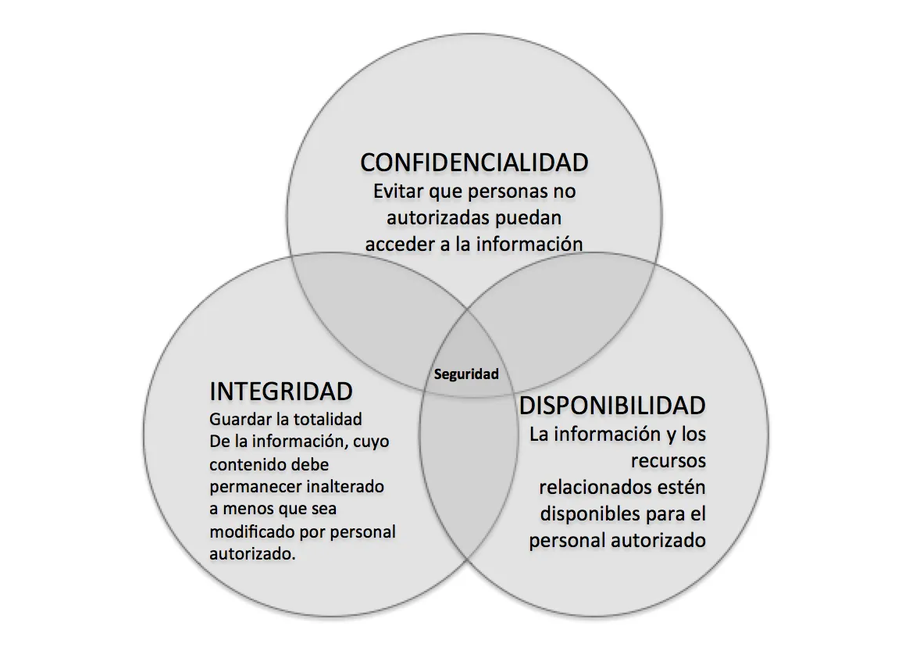 CONFIDENCIALIDAD
Evitar que personas no
autorizadas puedan
acceder a la información
Seguridad
INTEGRIDAD
Guardar la totalidad
De la información, cuyo
contenido debe
permanecer inalterado
a menos que sea
modificado por personal
autorizado.
DISPONIBILIDAD
La información y los
recursos
relacionados estén
disponibles para el
personal autorizado